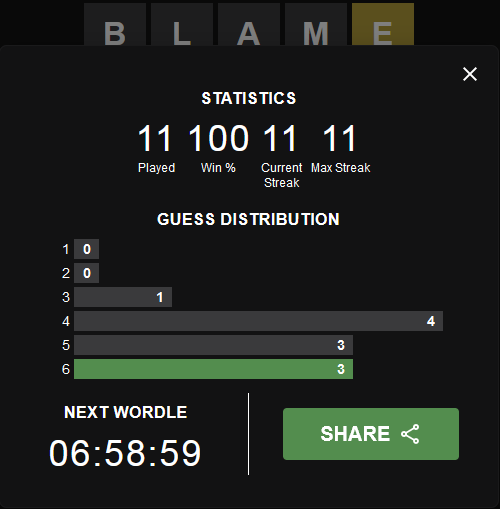 B L A M E
STATISTICS
11 100 11 11
Played Win % Current Max Streak
Streak
GUESS DISTRIBUTION
1 0
2 0
3 1
4 4
5 3
6 3
NEXT WORDLE
06:58:59
SHARE